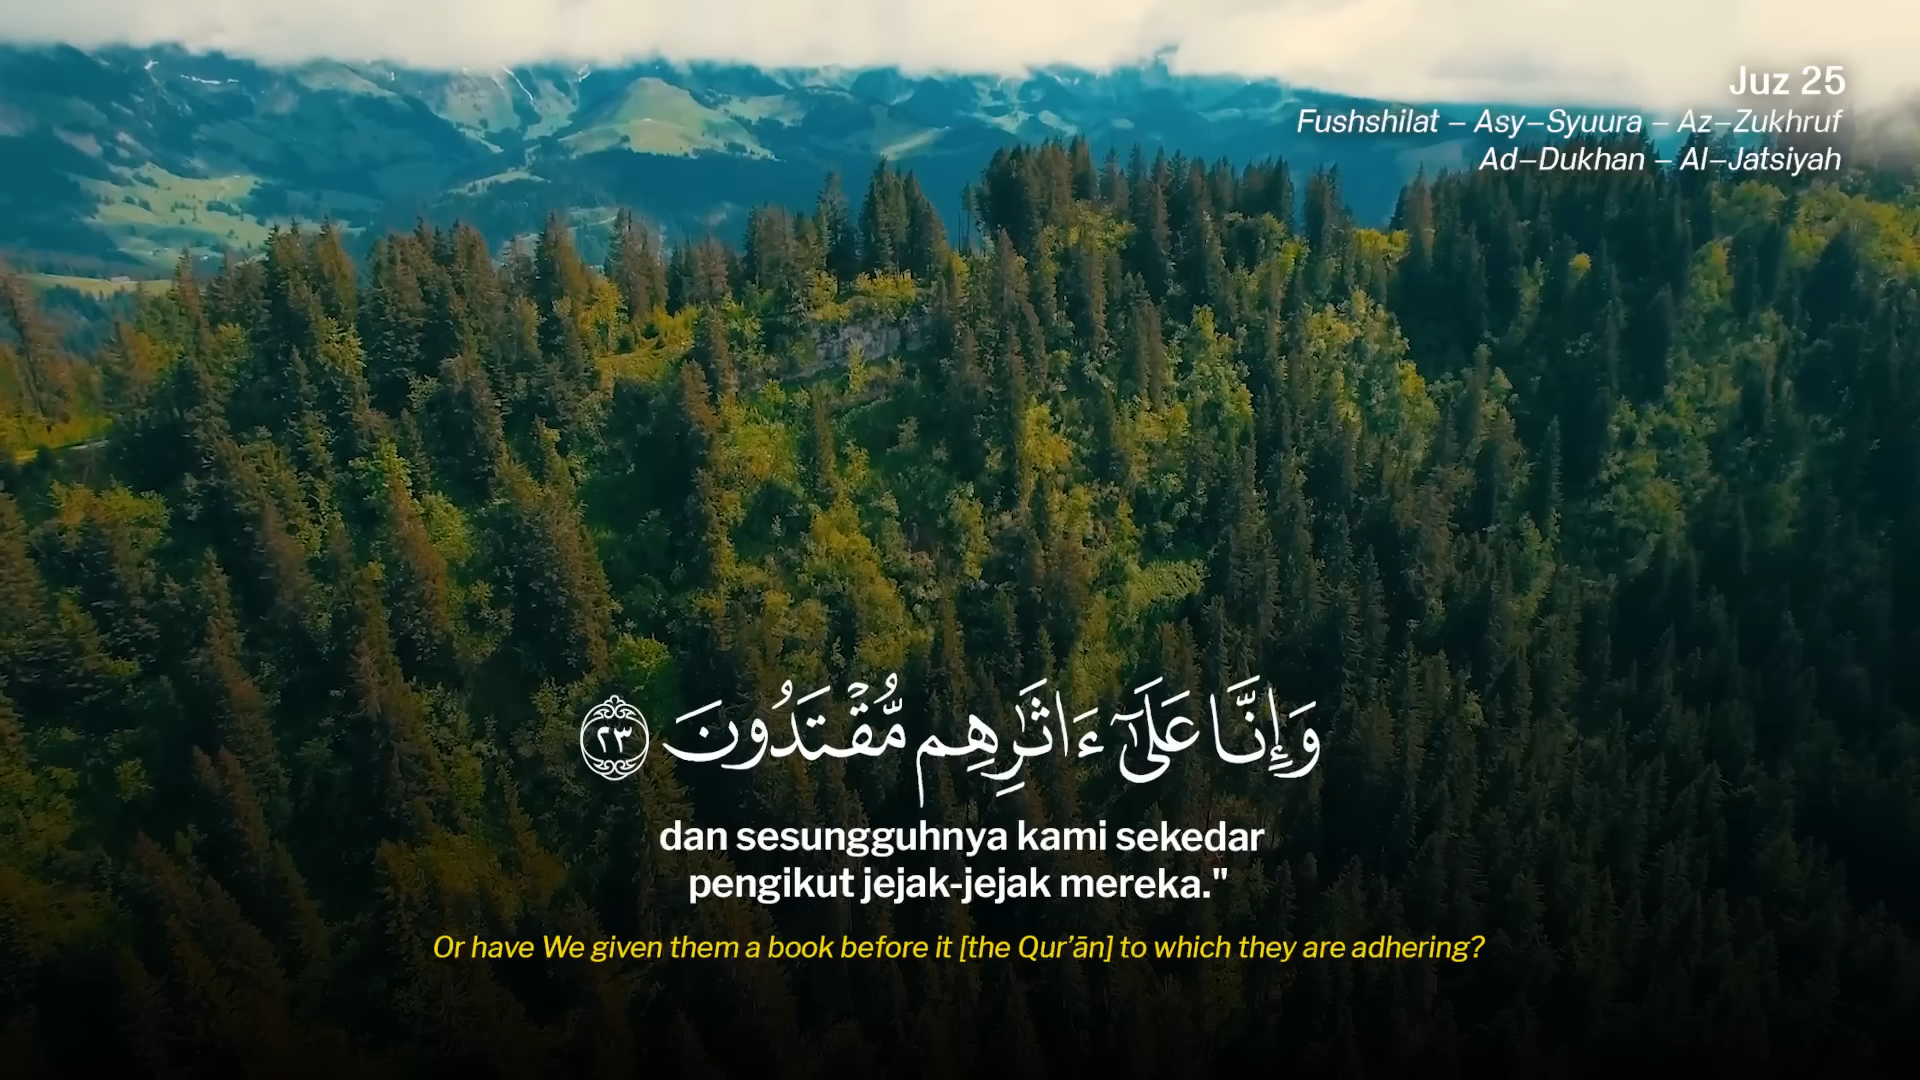 Juz 25
Fushshilat – Asy–Syuura – Az–Zukhruf
Ad–Dukhan – Al–Jatsiyah
وَإِنَّا عَلَىٰٓ ءَاثَـٰرِهِم مُّقْتَدُونَ ٢٣
dan sesungguhnya kami sekedar
pengikut jejak-jejak mereka."
Or have We given them a book before it [the Qur’ān] to which they are adhering?